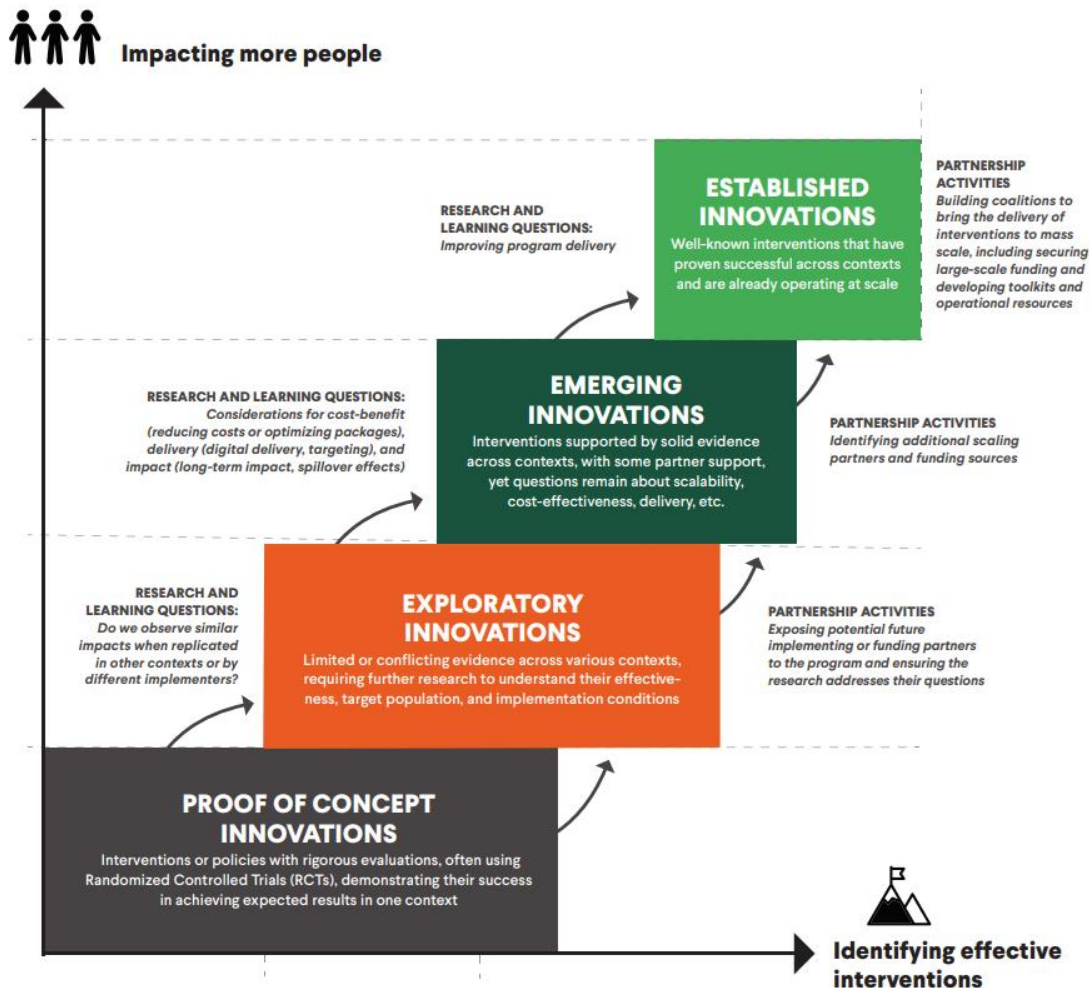 Impacting more people
ESTABLISHED
INNOVATIONS
Well-known interventions that have
proven successful across contexts
and are already operating at scale
PARTNERSHIP
ACTIVITIES
Building coalitions to
bring the delivery of
interventions to mass
scale, including securing
large-scale funding and
developing toolkits and
operational resources
RESEARCH AND
LEARNING QUESTIONS:
Improving program delivery
EMERGING
INNOVATIONS
Interventions supported by solid evidence
across contexts, with some partner support,
yet questions remain about scalability,
cost-effectiveness, delivery, etc.
RESEARCH AND LEARNING QUESTIONS:
Considerations for cost-benefit
(reducing costs or optimizing packages),
delivery (digital delivery, targeting), and
impact (long-term impact, spillover effects)
PARTNERSHIP ACTIVITIES
Identifying additional scaling
partners and funding sources
EXPLORATORY
INNOVATIONS
Limited or conflicting evidence across various contexts,
requiring further research to understand their effective-
ness, target population, and implementation conditions
RESEARCH AND
LEARNING QUESTIONS:
Do we observe similar
impacts when replicated
in other contexts or by
different implementers?
PARTNERSHIP ACTIVITIES
Exposing potential future
implementing or funding partners
to the program and ensuring the
research addresses their questions
PROOF OF CONCEPT
INNOVATIONS
Interventions or policies with rigorous evaluations, often using
Randomized Controlled Trials (RCTs), demonstrating their success
in achieving expected results in one context
Identifying effective
interventions